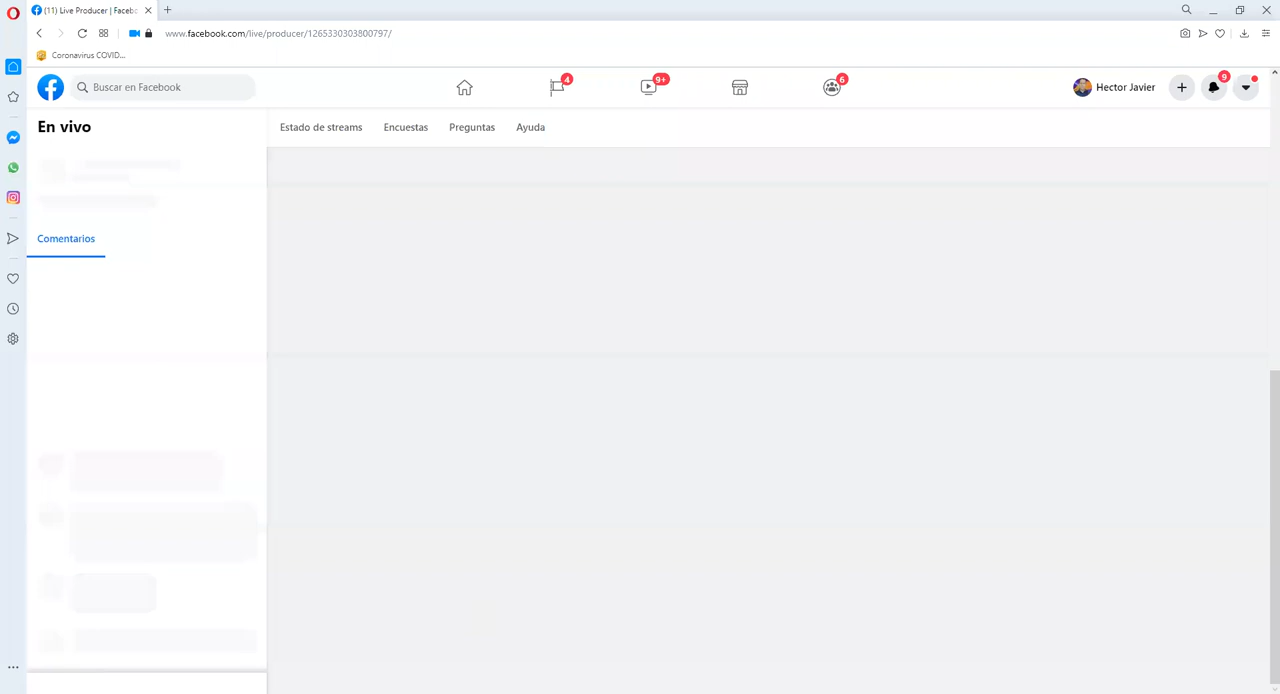 (11) Live Producer | Faceb
www.facebook.com/live/producer/1265330303800797/
Coronavirus COVID...
Buscar en Facebook
4
9+
6
Hector Javier
9
En vivo
Estado de streams
Encuestas
Preguntas
Ayuda
Comentarios